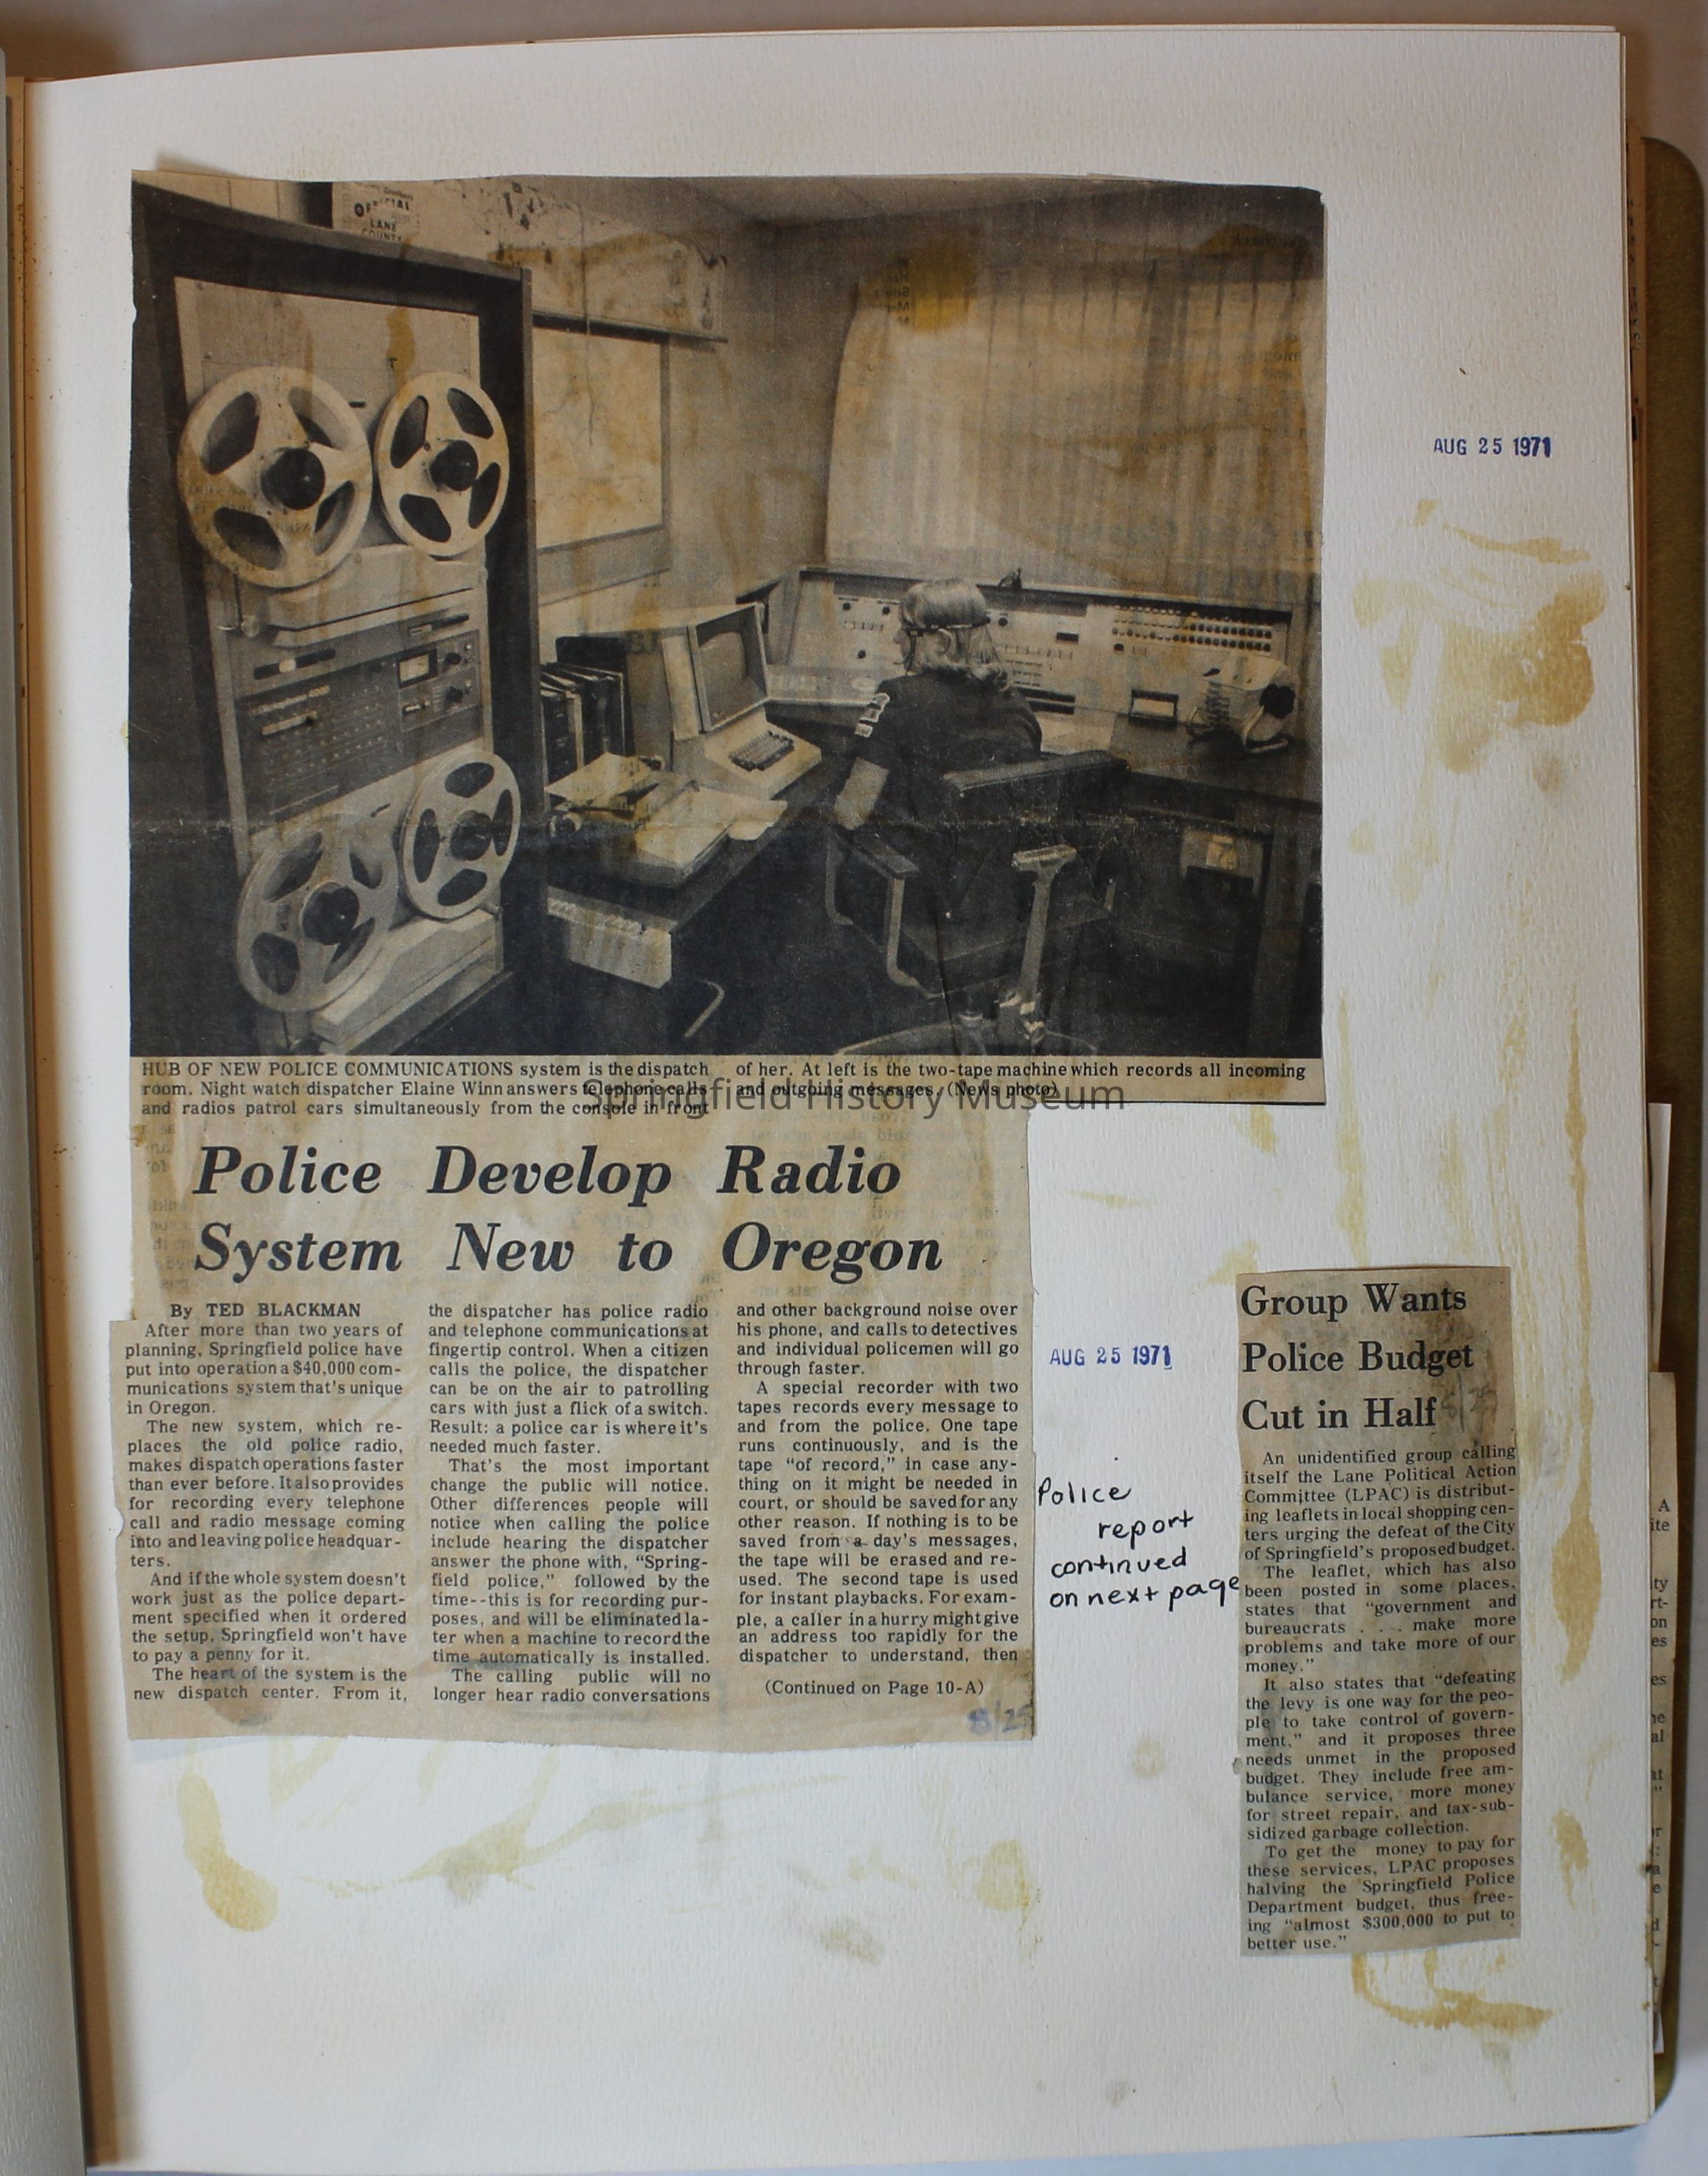 OFFICIAL
LANE
COUNTY
AUG 25 1971
HUB OF NEW POLICE COMMUNICATIONS system is the dispatch
room. Night watch dispatcher Elaine Winn answers telephone calls
and radios patrol cars simultaneously from the console in front
of her. At left is the two-tape machine which records all incoming
and outgoing messages. (News photo)
Springfield History Museum
Police Develop Radio
System New to Oregon
By TED BLACKMAN
After more than two years of
planning, Springfield police have
put into operation a $40,000 com-
munications system that's unique
in Oregon.
The new system, which re-
places the old police radio,
makes dispatch operations faster
than ever before. It also provides
for recording every telephone
call and radio message coming
into and leaving police headquar-
ters.
And if the whole system doesn't
work just as the police depart-
ment specified when it ordered
the setup, Springfield won't have
to pay a penny for it.
The heart of the system is the
new dispatch center. From it,
the dispatcher has police radio
and telephone communications at
fingertip control. When a citizen
calls the police, the dispatcher
can be on the air to patrolling
cars with just a flick of a switch.
Result: a police car is where it's
needed much faster.
That's the most important
change the public will notice.
Other differences people will
notice when calling the police
include hearing the dispatcher
answer the phone with, "Spring-
field police," followed by the
time--this is for recording pur-
poses, and will be eliminated la-
ter when a machine to record the
time automatically is installed.
The calling public will no
longer hear radio conversations
and other background noise over
his phone, and calls to detectives
and individual policemen will go
through faster.
A special recorder with two
tapes records every message to
and from the police. One tape
runs continuously, and is the
tape "of record," in case any-
thing on it might be needed in
court, or should be saved for any
other reason. If nothing is to be
saved from a day's messages,
the tape will be erased and re-
used. The second tape is used
for instant playbacks. For exam-
ple, a caller in a hurry might give
an address too rapidly for the
dispatcher to understand, then
(Continued on Page 10-A)
8/25
AUG 25 1971
Police
report
continued
on next page
Group Wants
Police Budget
Cut in Half
8/25
An unidentified group calling
itself the Lane Political Action
Committee (LPAC) is distribut-
ing leaflets in local shopping cen-
ters urging the defeat of the City
of Springfield's proposed budget.
The leaflet, which has also
been posted in some places,
states that "government and
bureaucrats . . . make more
problems and take more of our
money."
It also states that "defeating
the levy is one way for the peo-
ple to take control of govern-
ment," and it proposes three
needs unmet in the proposed
budget. They include free am-
bulance service, more money
for street repair, and tax-sub-
sidized garbage collection.
To get the money to pay for
these services, LPAC proposes
halving the Springfield Police
Department budget, thus free-
ing "almost $300,000 to put to
better use."